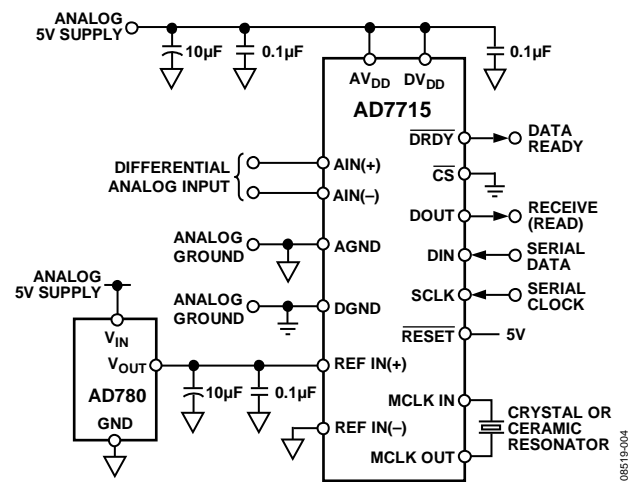 ANALOG
5V SUPPLY
10µF
0.1µF
0.1µF
AVDD
DVDD
AD7715
DRDY
DATA
READY
DIFFERENTIAL
ANALOG INPUT
AIN(+)
AIN(–)
CS
DOUT
RECEIVE
(READ)
ANALOG
GROUND
AGND
DIN
SERIAL
DATA
ANALOG
5V SUPPLY
ANALOG
GROUND
DGND
SCLK
SERIAL
CLOCK
VIN
RESET
5V
VOUT
REF IN(+)
AD780
10µF
0.1µF
MCLK IN
GND
REF IN(–)
CRYSTAL OR
CERAMIC
RESONATOR
MCLK OUT
08519-004